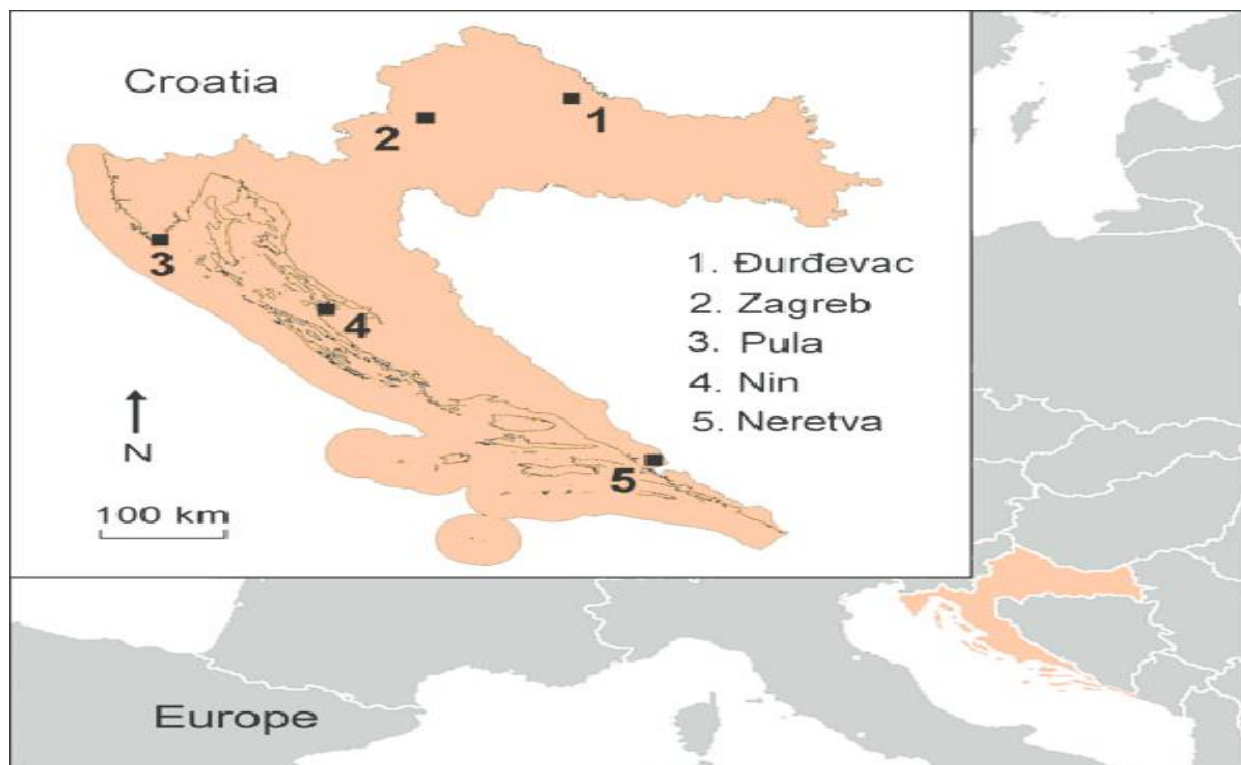 Croatia
1
2
3
4
5
1. Đurđevac
2. Zagreb
3. Pula
4. Nin
5. Neretva
N
100 km
Europe